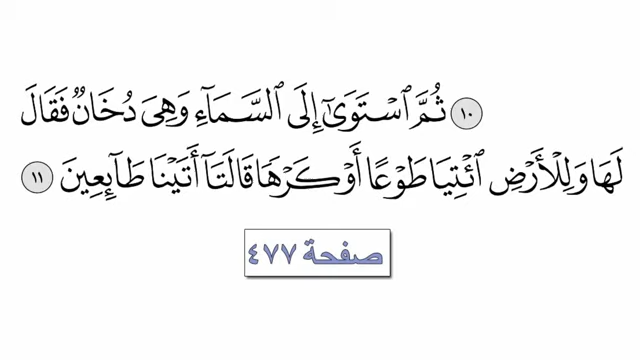 ١٠ ثُمَّ ٱسۡتَوَىٰٓ إِلَى ٱلسَّمَآءِ وَهِيَ دُخَانٞ فَقَالَ
لَهَا وَلِلۡأَرۡضِ ٱئۡتِيَا طَوۡعًا أَوۡ كَرۡهٗا قَالَتَآ أَتَيۡنَا طَآئِعِينَ ١١
صفحة ٤٧٧